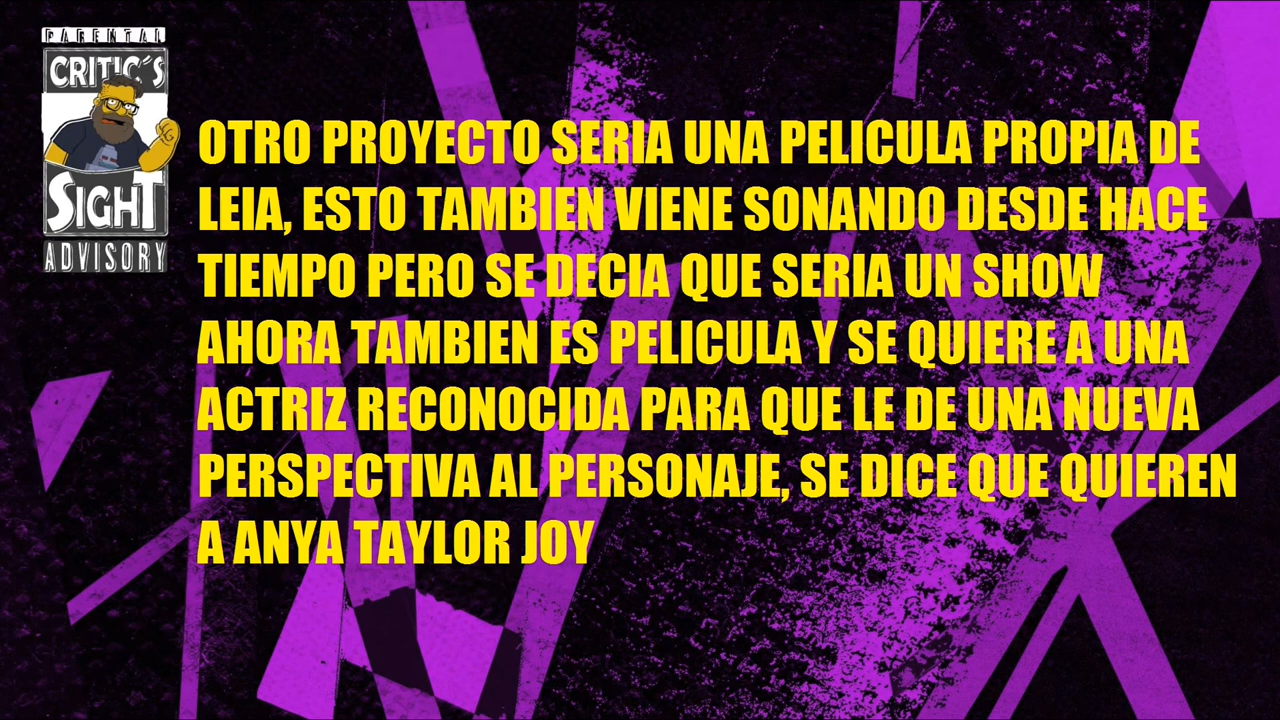 PARENTAL
CRITIC´S
SIGHT
ADVISORY
OTRO PROYECTO SERIA UNA PELICULA PROPIA DE
LEIA, ESTO TAMBIEN VIENE SONANDO DESDE HACE
TIEMPO PERO SE DECIA QUE SERIA UN SHOW
AHORA TAMBIEN ES PELICULA Y SE QUIERE A UNA
ACTRIZ RECONOCIDA PARA QUE LE DE UNA NUEVA
PERSPECTIVA AL PERSONAJE, SE DICE QUE QUIEREN
A ANYA TAYLOR JOY